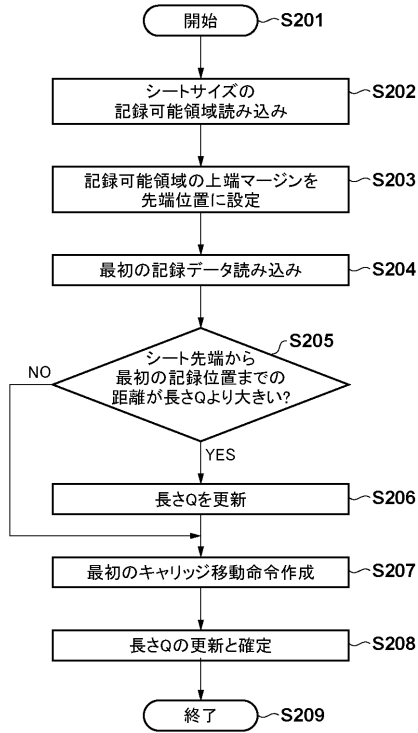 開始 S201
シートサイズの
記録可能領域読み込み
S202
記録可能領域の上端マージンを
先端位置に設定
S203
最初の記録データ読み込み S204
S205
シート先端から
最初の記録位置までの
距離が長さQより大きい?
NO
YES
長さQを更新 S206
最初のキャリッジ移動命令作成 S207
長さQの更新と確定 S208
終了 S209